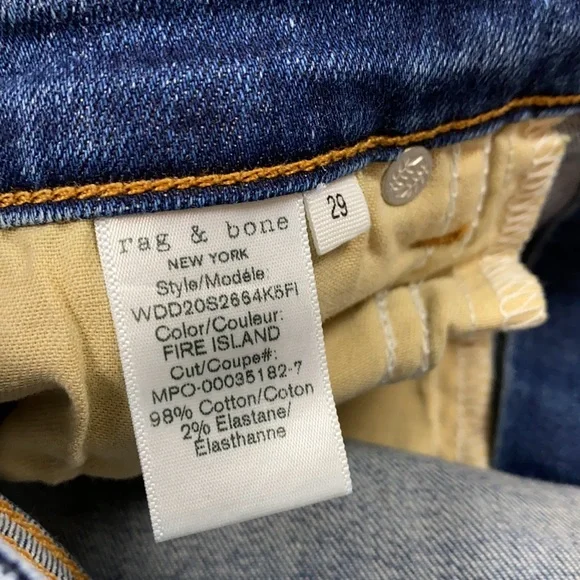 rag & bone
NEW YORK
Style/Modéle:
WDD20S2664K5FI
Color/Couleur:
FIRE ISLAND
Cut/Coupe#:
MPO-00035182-7
98% Cotton/Coton
2% Elastane/
Élasthanne
29